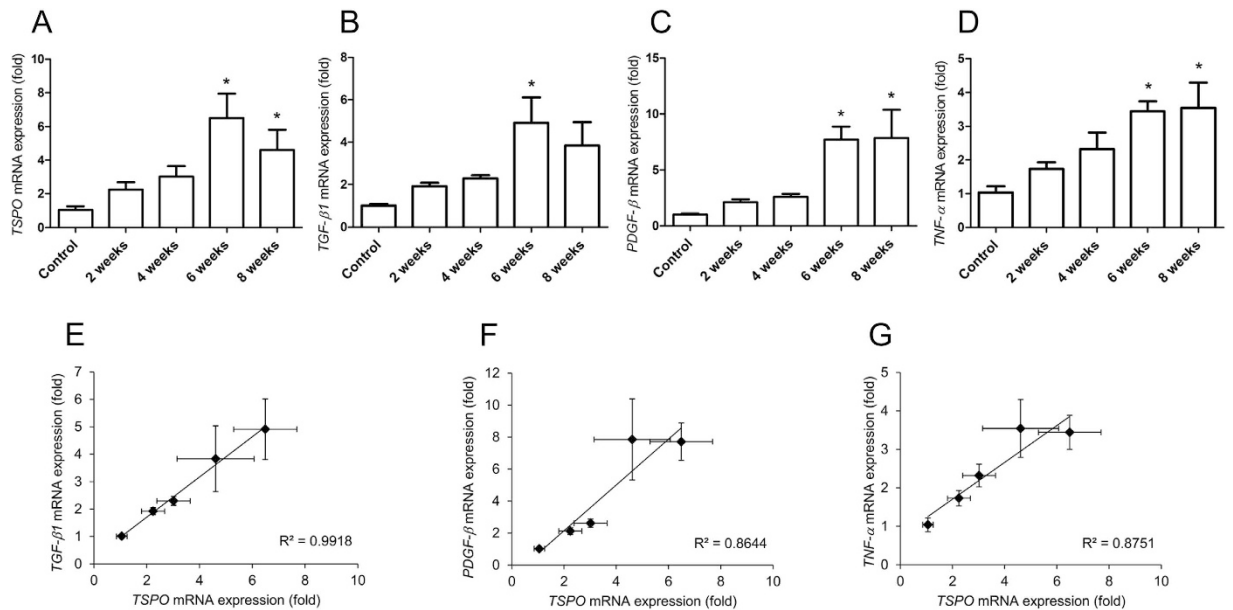 A
TSPO mRNA expression (fold)
10
8
6
4
2
0
*
*
Control
2 weeks
4 weeks
6 weeks
8 weeks
B
TGF-β1 mRNA expression (fold)
8
6
4
2
0
*
Control
2 weeks
4 weeks
6 weeks
8 weeks
C
PDGF-β mRNA expression (fold)
15
10
5
0
*
*
Control
2 weeks
4 weeks
6 weeks
8 weeks
D
TNF-α mRNA expression (fold)
5
4
3
2
1
0
*
*
Control
2 weeks
4 weeks
6 weeks
8 weeks
E
TGF-β1 mRNA expression (fold)
7
6
5
4
3
2
1
0
R² = 0.9918
0 2 4 6 8 10
TSPO mRNA expression (fold)
F
PDGF-β mRNA expression (fold)
12
10
8
6
4
2
0
R² = 0.8644
0 2 4 6 8 10
TSPO mRNA expression (fold)
G
TNF-α mRNA expression (fold)
5
4
3
2
1
0
R² = 0.8751
0 2 4 6 8 10
TSPO mRNA expression (fold)